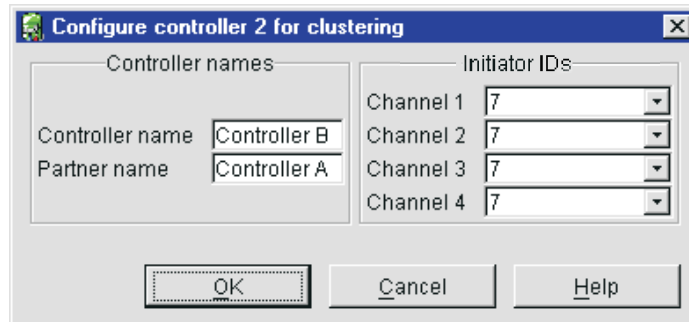 Configure controller 2 for clustering
Controller names
Controller name Controller B
Partner name Controller A
Initiator IDs
Channel 1 7
Channel 2 7
Channel 3 7
Channel 4 7
OK Cancel Help